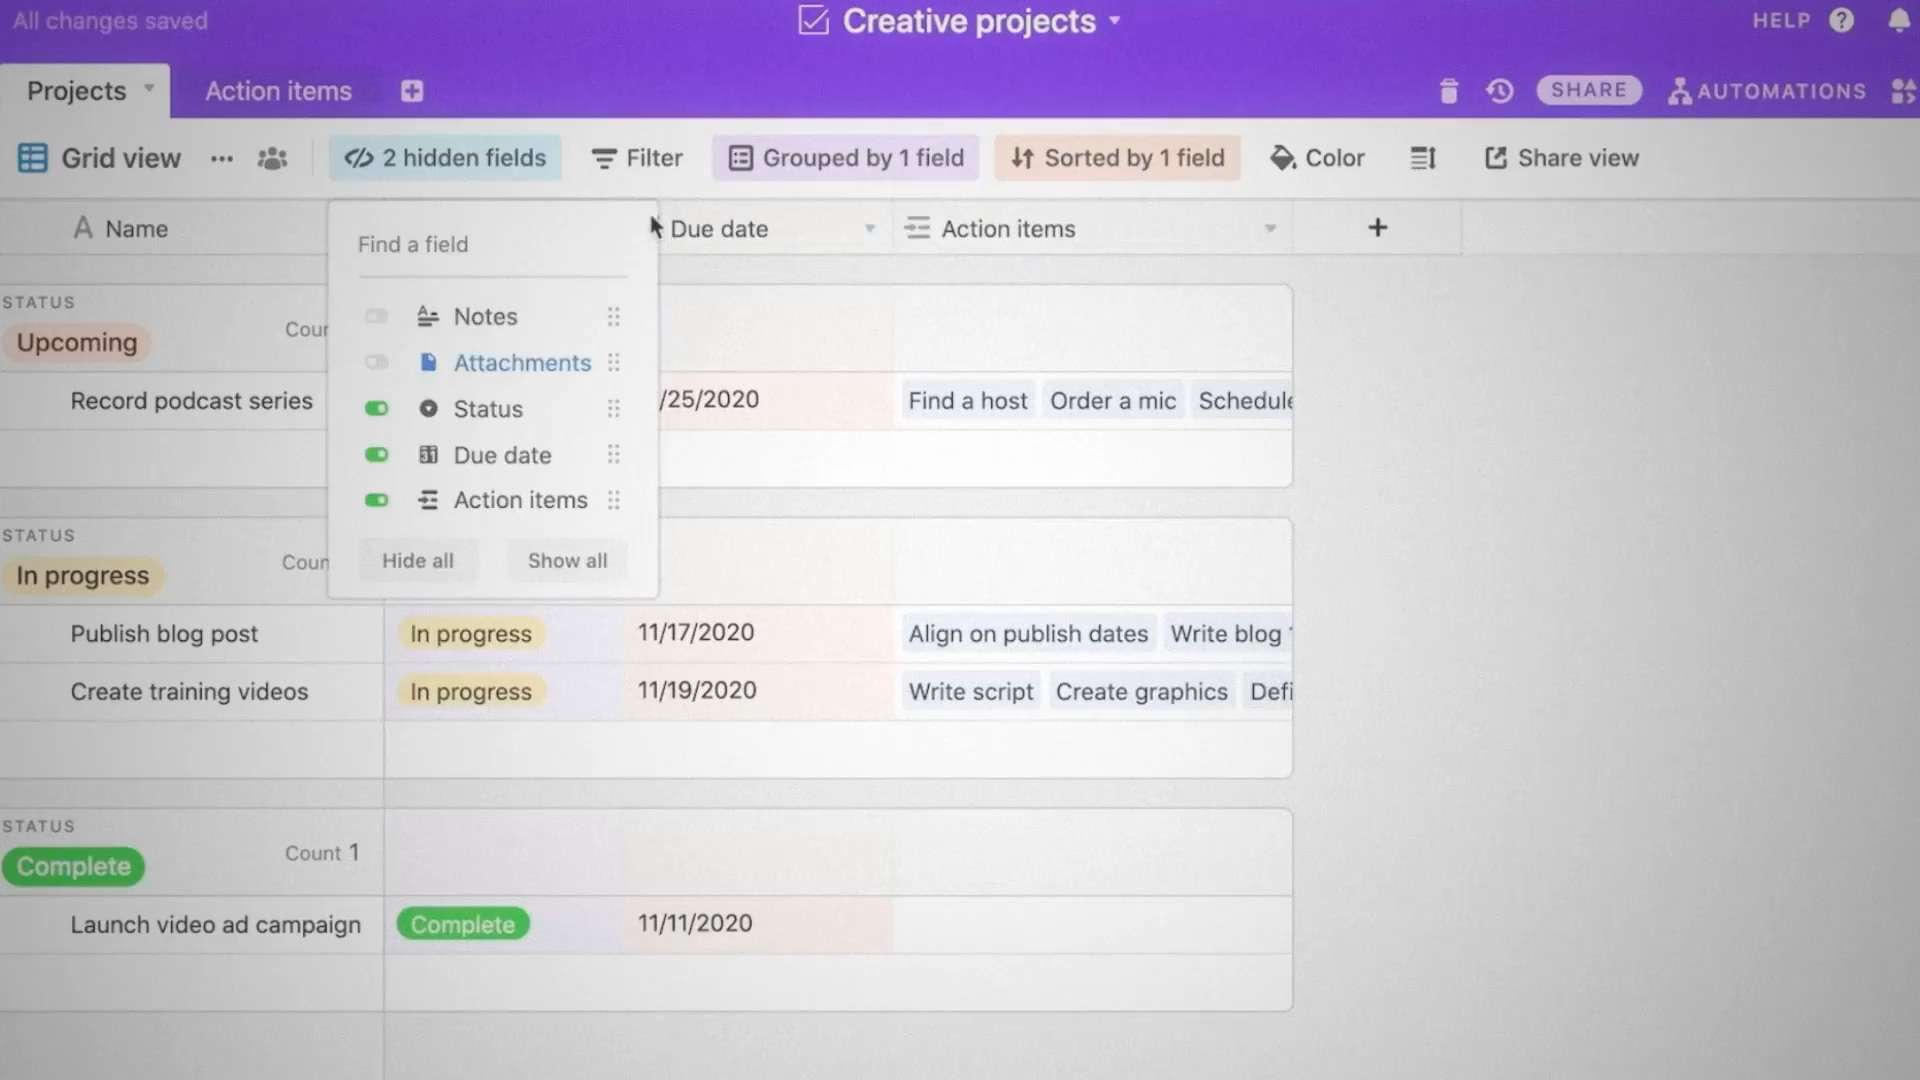 All changes saved
Creative projects
HELP
Projects
Action items
SHARE
AUTOMATIONS
Grid view
2 hidden fields
Filter
Grouped by 1 field
Sorted by 1 field
Color
Share view
Name
Due date
Action items
Find a field
Notes
Attachments
Status
Due date
Action items
Hide all
Show all
STATUS
Upcoming
Record podcast series
/25/2020
Find a host
Order a mic
Schedule
STATUS
In progress
Publish blog post
In progress
11/17/2020
Align on publish dates
Write blog
Create training videos
In progress
11/19/2020
Write script
Create graphics
Defi
STATUS
Complete
Count 1
Launch video ad campaign
Complete
11/11/2020